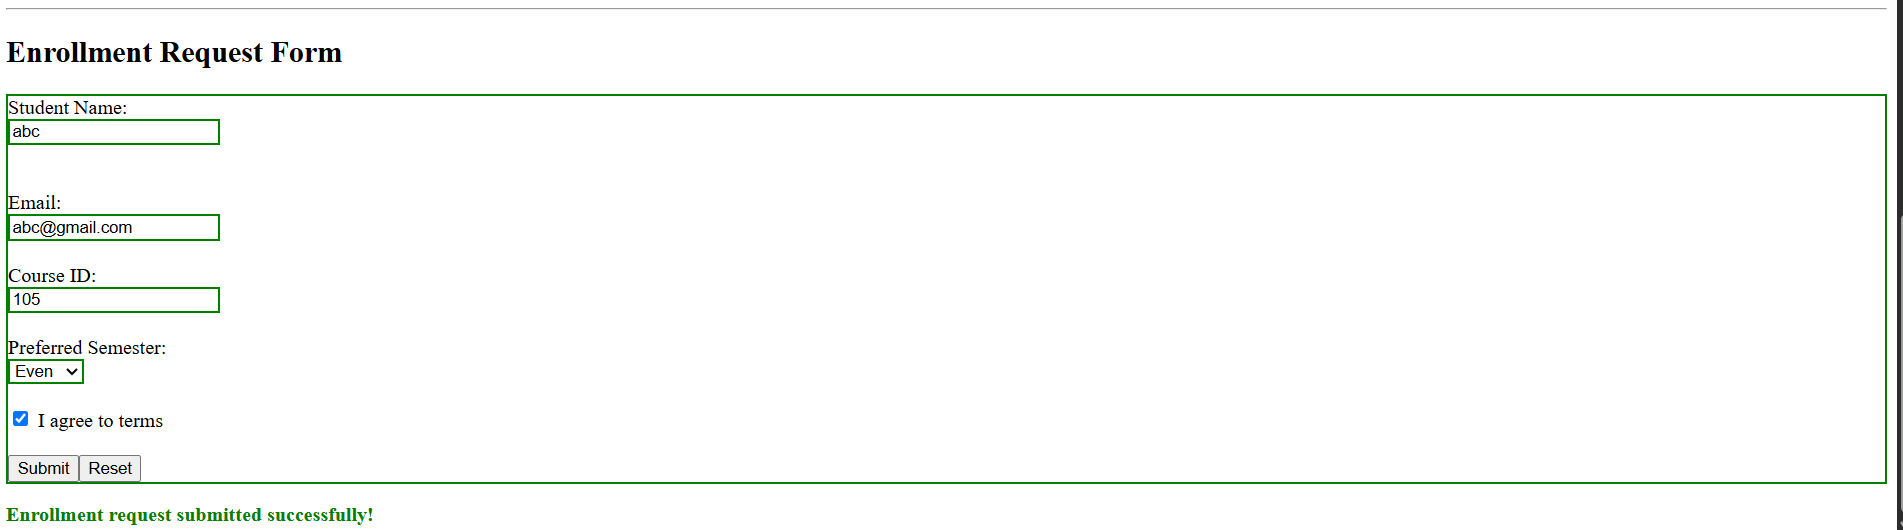 Enrollment Request Form
Student Name:
abc
Email:
abc@gmail.com
Course ID:
105
Preferred Semester:
Even
I agree to terms
Submit Reset
Enrollment request submitted successfully!